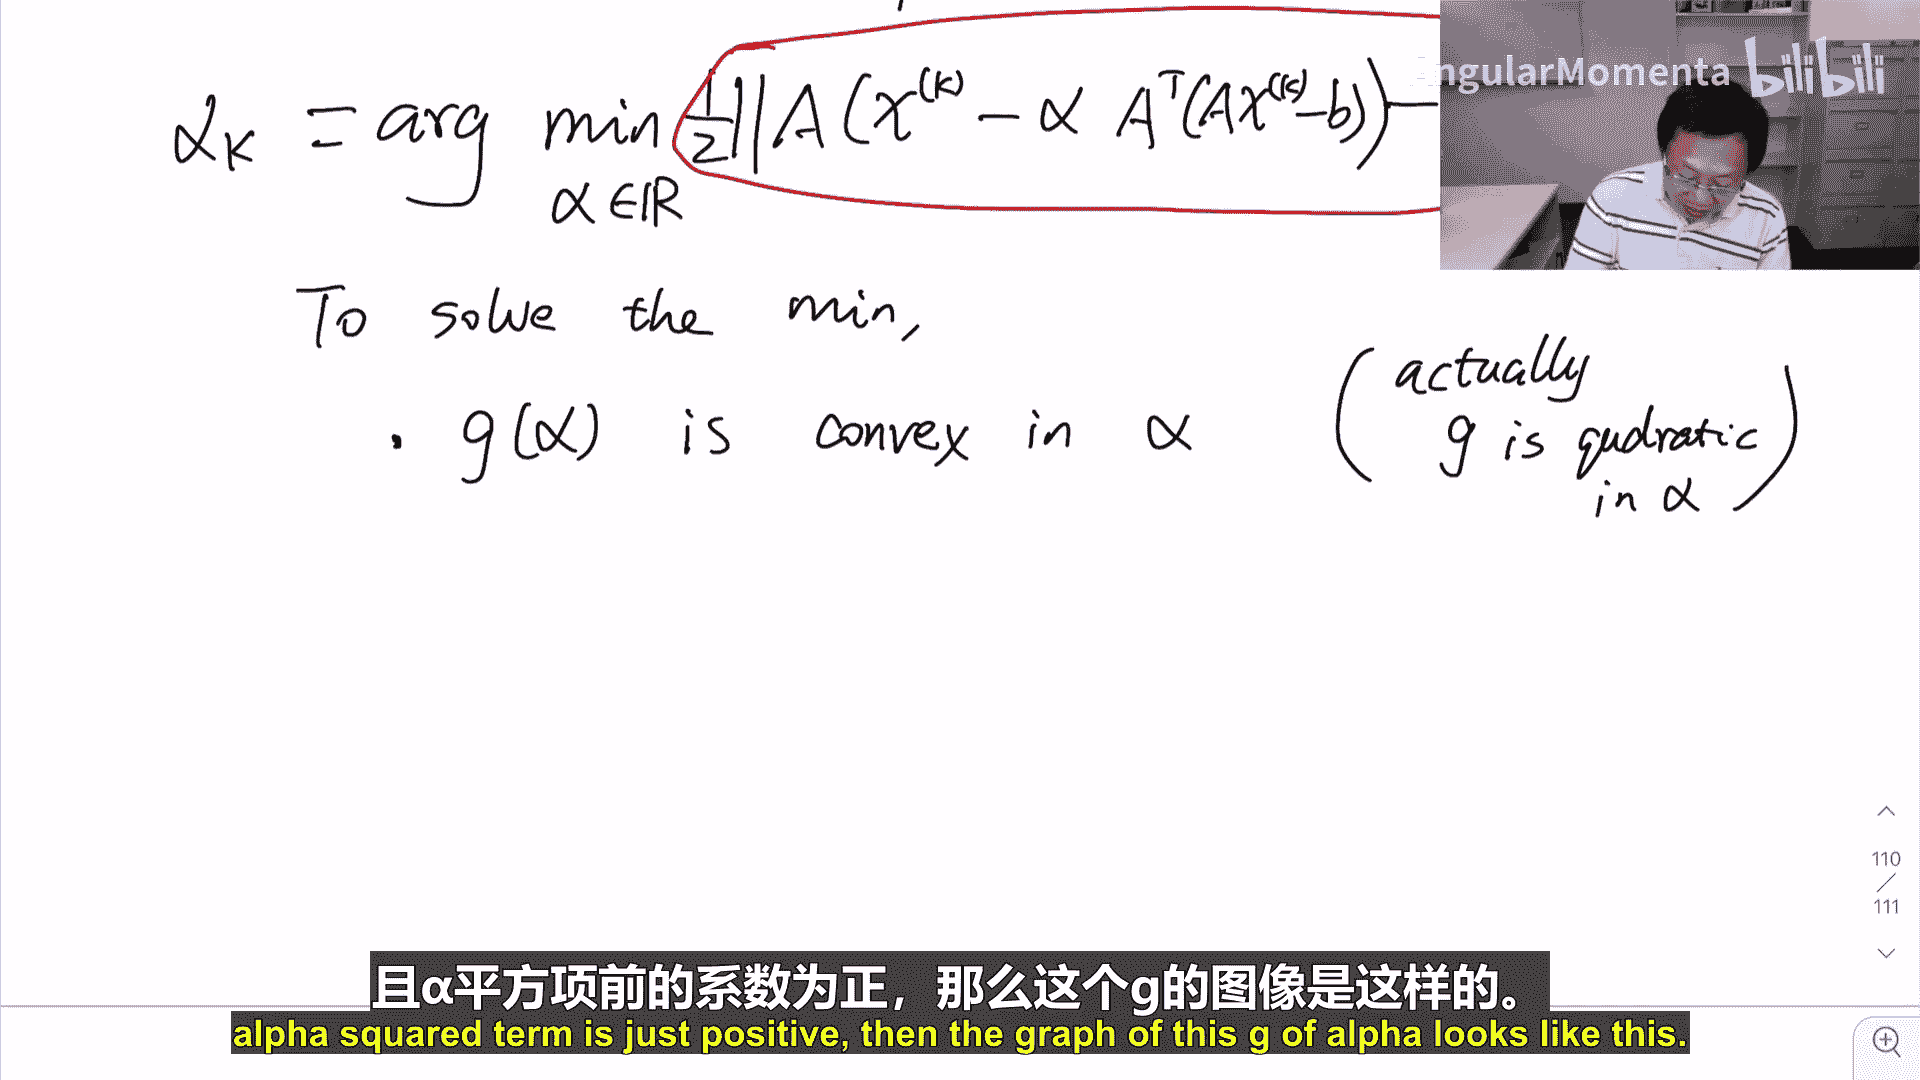 ngularMomenta bilibili
α_K = arg min_{α∈ℝ} 1/2 ||A(x^(k) − α A^T(Ax^(k)−b)) −
To solve the min,
. g(α) is convex in α
(actually
g is qudratic
in α)
110
/
111
且α平方项前的系数为正，那么这个g的图像是这样的。
alpha squared term is just positive, then the graph of this g of alpha looks like this.